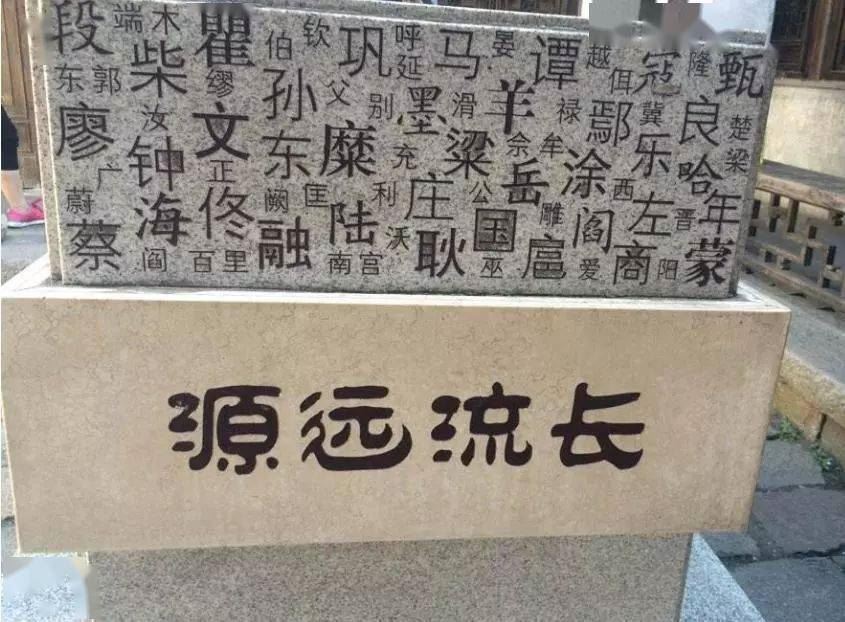 段 端木 瞿 钦 巩 呼延 马 晏 谭 越 寇 隆 甄
东郭 柴 缪 伯 孙 父 别 墨 滑 羊 禄 鄢 佴 冀 良 楚
廖 汝 钟 文 东 糜 充 粱 佘 牟 涂 乐 哈 梁
广 正 阙 匡 利 庄 公 岳 雕 西 左 晋 年
蔚 海 佟 融 陆 沃 耿 国 扈 阎 商 蒙
蔡 阎 百里 南宫 巫 爱 阳
源远流长